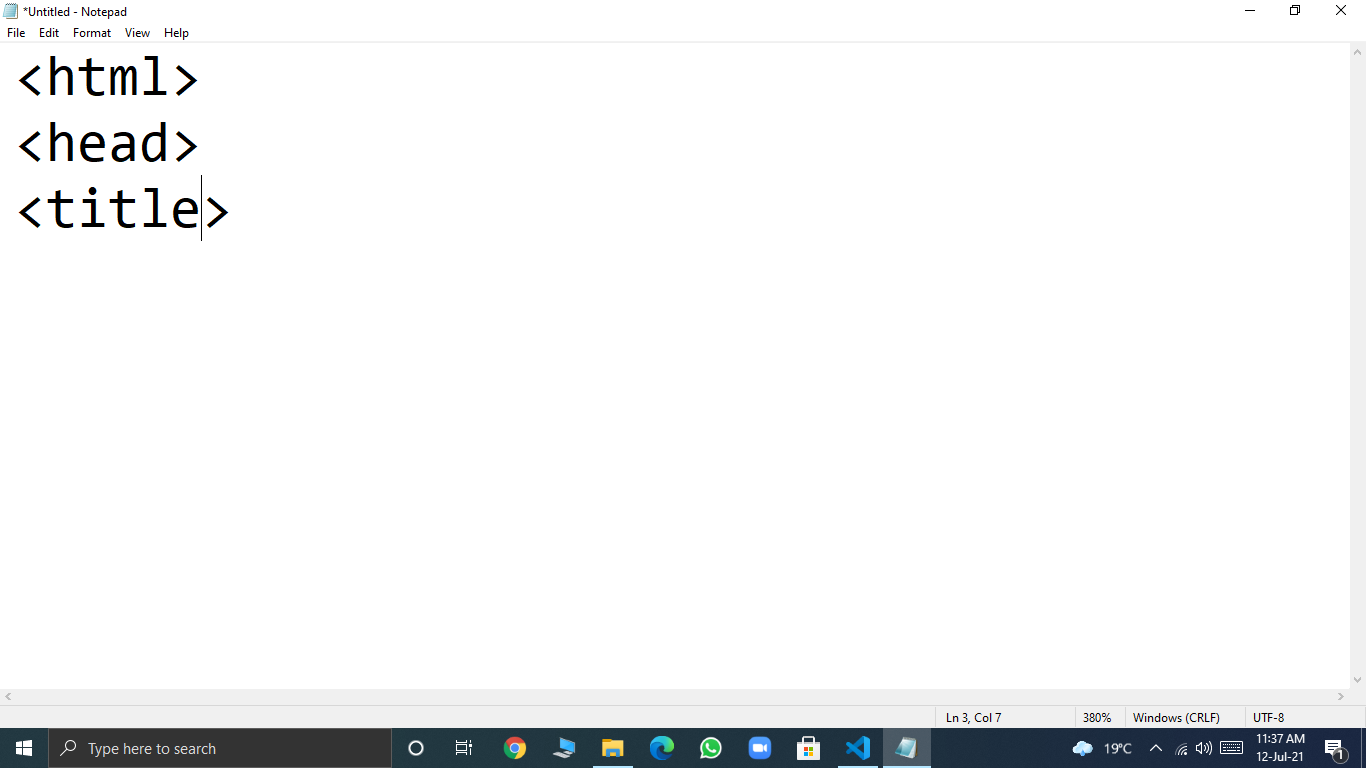 *Untitled - Notepad
File Edit Format View Help
<html>
<head>
<title>
Ln 3, Col 7 380% Windows (CRLF) UTF-8
Type here to search
19°C
11:37 AM
12-Jul-21
1